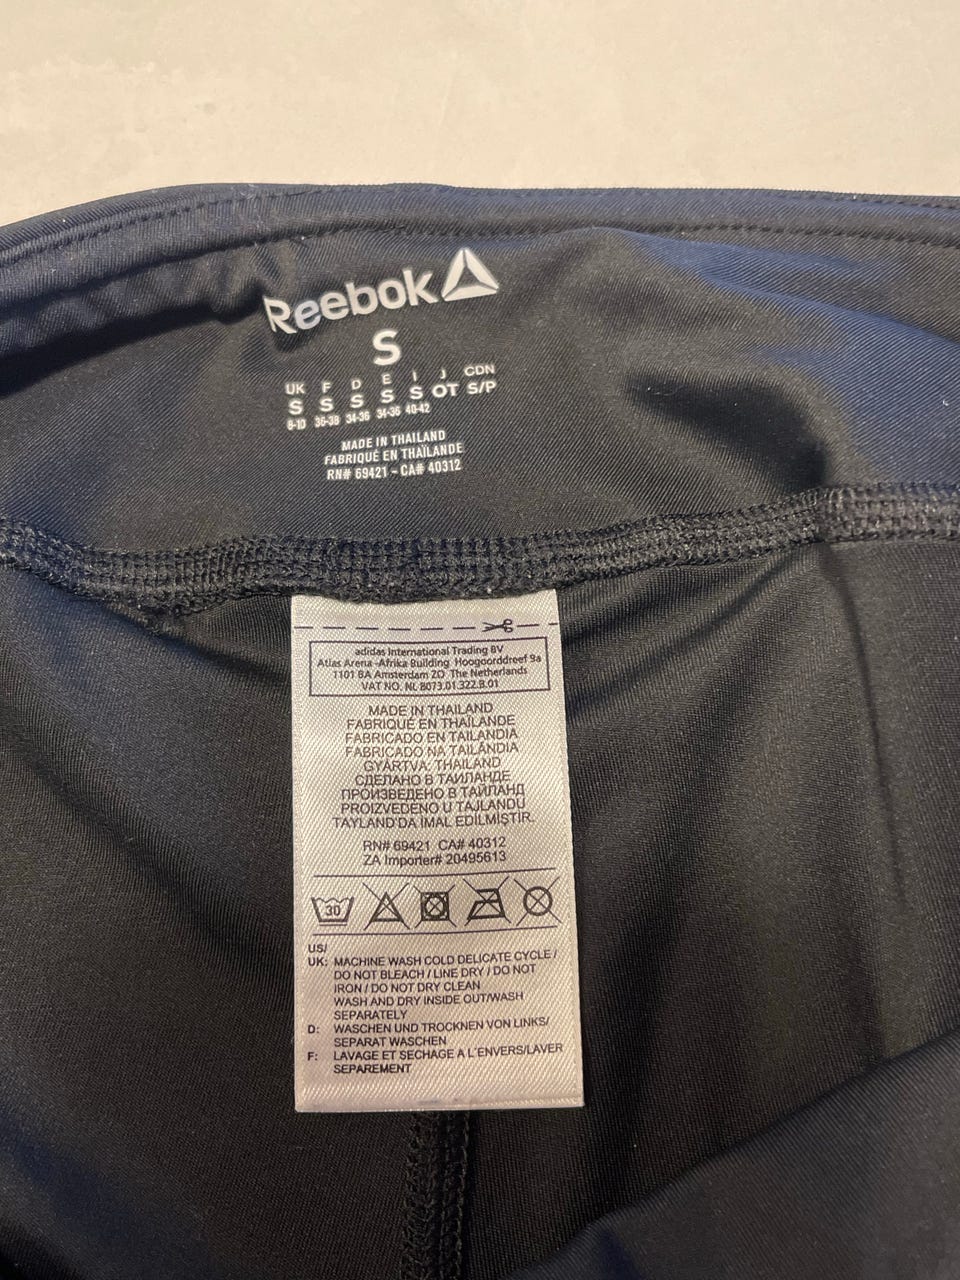 Reebok
S
UK F D E I J CDN
S S S S S OT S/P
8-10 36-38 34-36 34-36 40-42
MADE IN THAILAND
FABRIQUÉ EN THAÏLANDE
RN# 69421 - CA# 40312
adidas International Trading BV
Atlas Arena -Afrika Building Hoogoorddreef 9a
1101 BA Amsterdam ZO The Netherlands
VAT NO. NL 8073.01.322.B.01
MADE IN THAILAND
FABRIQUÉ EN THAÏLANDE
FABRICADO EN TAILANDIA
FABRICADO NA TAILÂNDIA
GYÁRTVA: THAILAND
СДЕЛАНО В ТАИЛАНДЕ
ПРОИЗВЕДЕНО В ТАЙЛАНД
PROIZVEDENO U TAJLANDU
TAYLAND'DA İMAL EDİLMİŞTİR.
RN# 69421 CA# 40312
ZA Importer# 20495613
30
US/
UK: MACHINE WASH COLD DELICATE CYCLE /
DO NOT BLEACH / LINE DRY / DO NOT
IRON / DO NOT DRY CLEAN
WASH AND DRY INSIDE OUT/WASH
SEPARATELY
D: WASCHEN UND TROCKNEN VON LINKS/
SEPARAT WASCHEN
F: LAVAGE ET SECHAGE A L´ENVERS/LAVER
SEPAREMENT